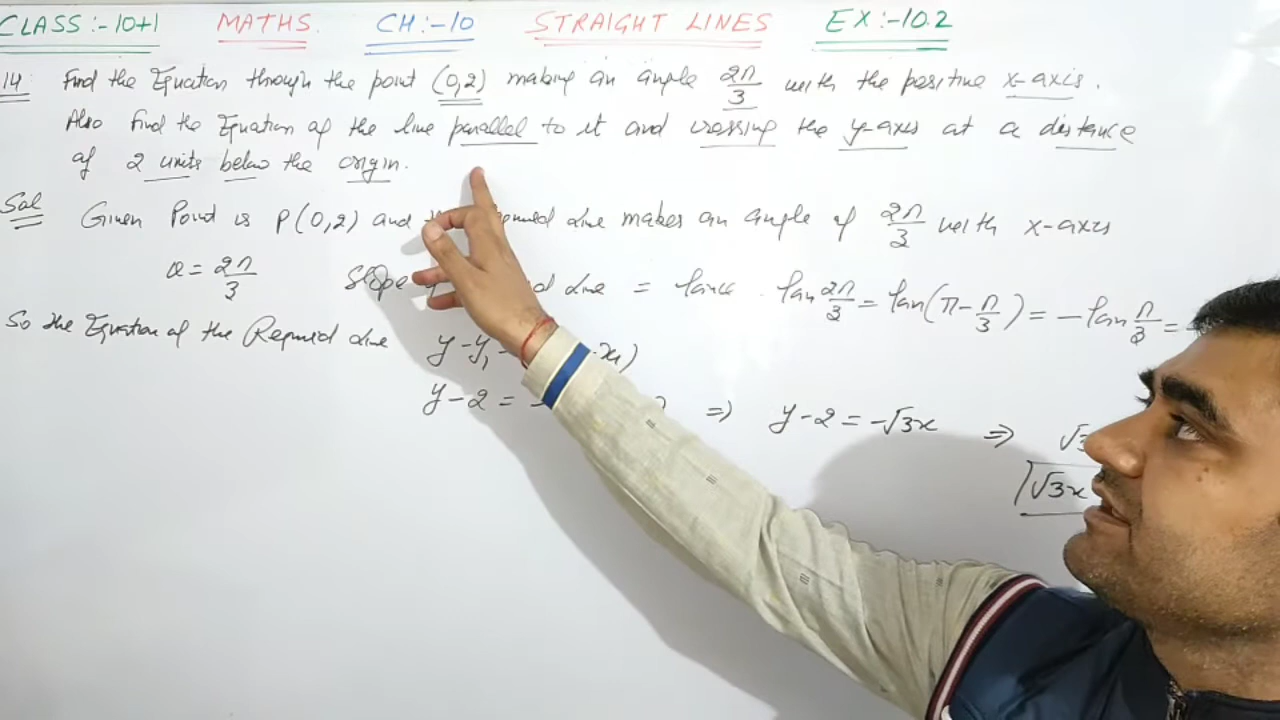 CLASS:-10+1 MATHS. CH:-10 STRAIGHT LINES EX:-10.2
14. Find the Equation through the point (0,2) making an angle 2π/3 with the positive x-axis.
Also find the Equation of the line parallel to it and crossing the y-axis at a distance
of 2 units below the origin.
Sol Given Point is P(0,2) and Line makes an angle of 2π/3 with x-axis
α = 2π/3 Slope Line = tanα . tan 2π/3 = tan(π-π/3) = -tan π/3 =
So the Equation of the Required Line y-y₁ x₁)
y-2 = ⇒ y-2 = -√3x ⇒ √3
√3x